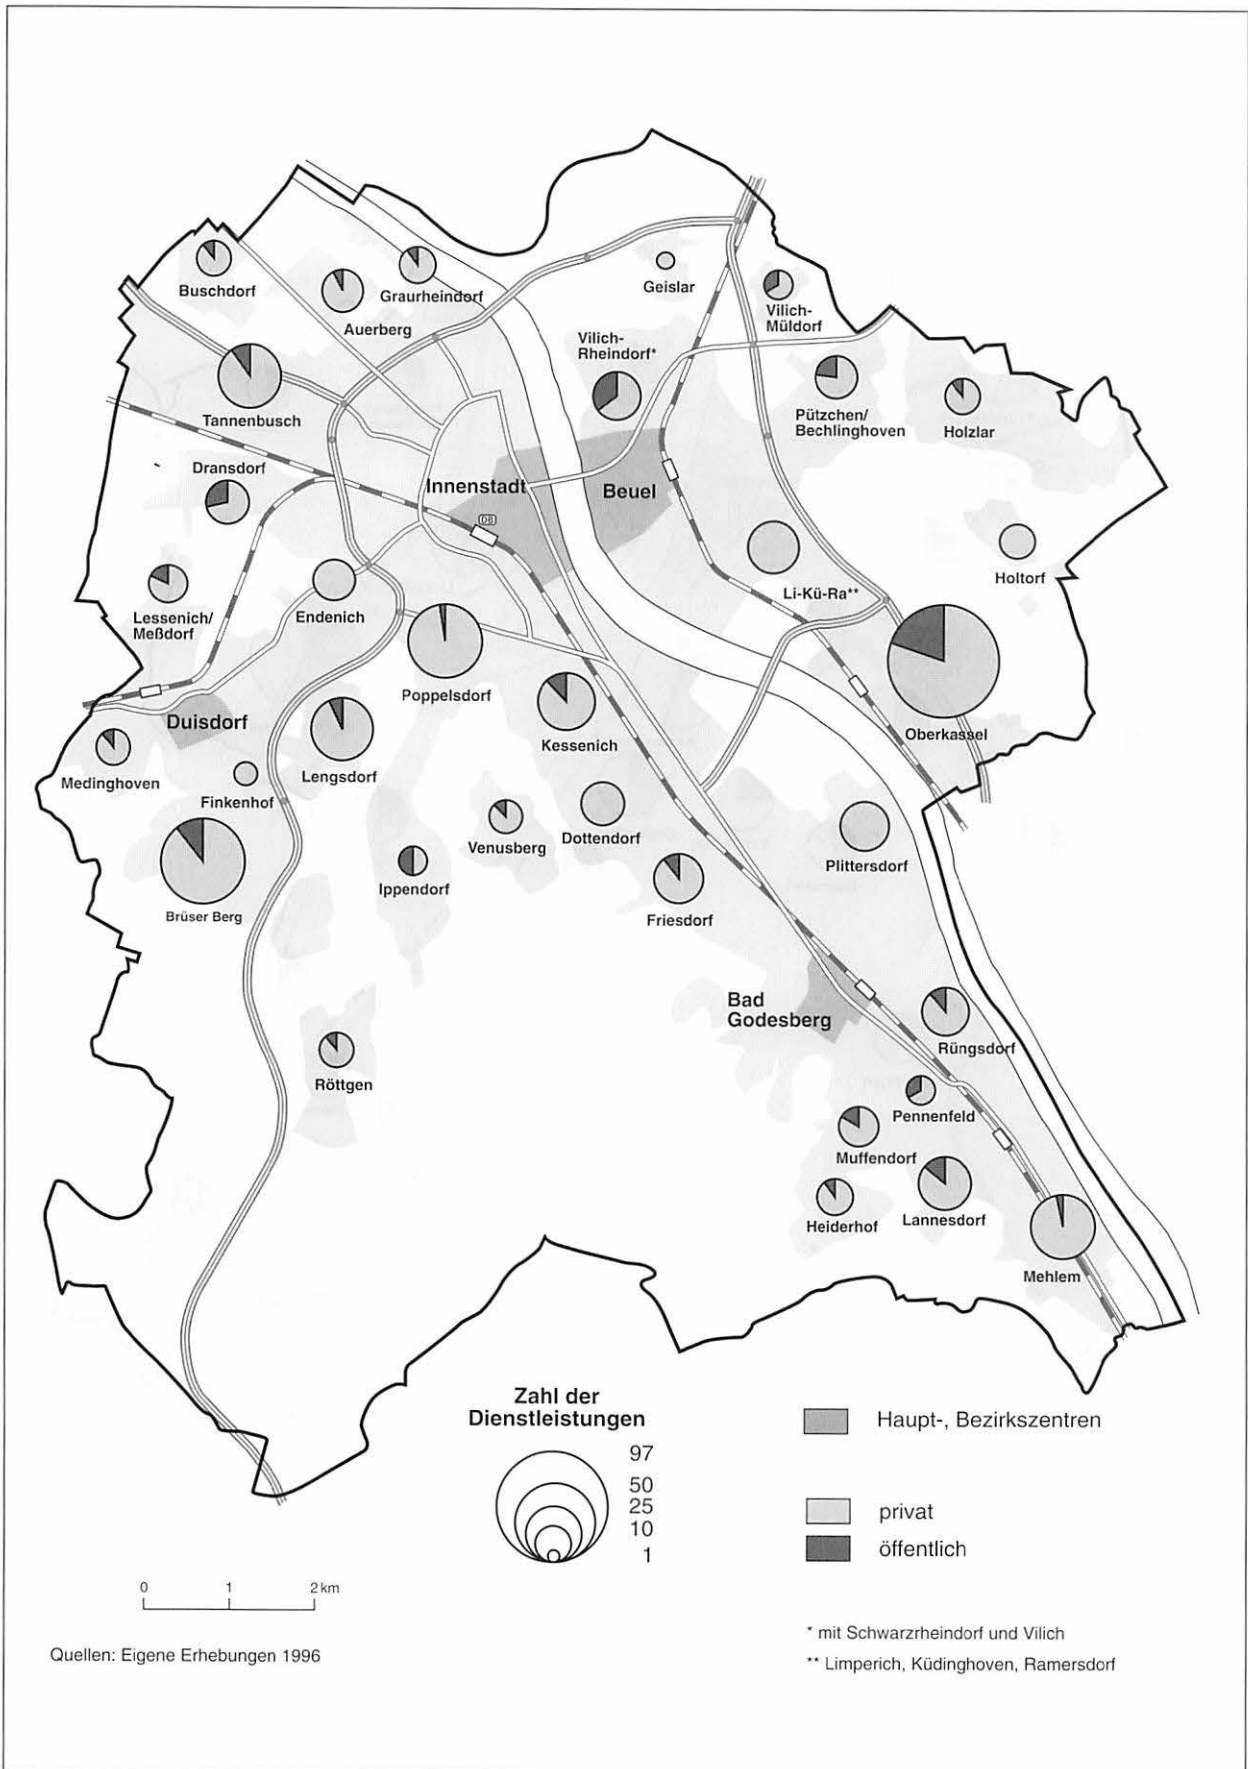 Buschdorf
Graurheindorf
Auerberg
Geislar
Vilich-
Müldorf
Vilich-
Rheindorf*
Tannenbusch
Pützchen/
Bechlinghoven
Holzlar
Dransdorf
Innenstadt
DB
Beuel
Holtorf
Li-Kü-Ra**
Lessenich/
Meßdorf
Endenich
Poppelsdorf
Oberkassel
Duisdorf
Kessenich
Medinghoven
Lengsdorf
Finkenhof
Venusberg
Dottendorf
Plittersdorf
Ippendorf
Brüser Berg
Friesdorf
Bad
Godesberg
Rüngsdorf
Röttgen
Pennenfeld
Muffendorf
Heiderhof
Lannesdorf
Mehlem
Zahl der
Dienstleistungen
97
50
25
10
1
Haupt-, Bezirkszentren
privat
öffentlich
0 1 2 km
* mit Schwarzrheindorf und Vilich
** Limperich, Küdinghoven, Ramersdorf
Quellen: Eigene Erhebungen 1996